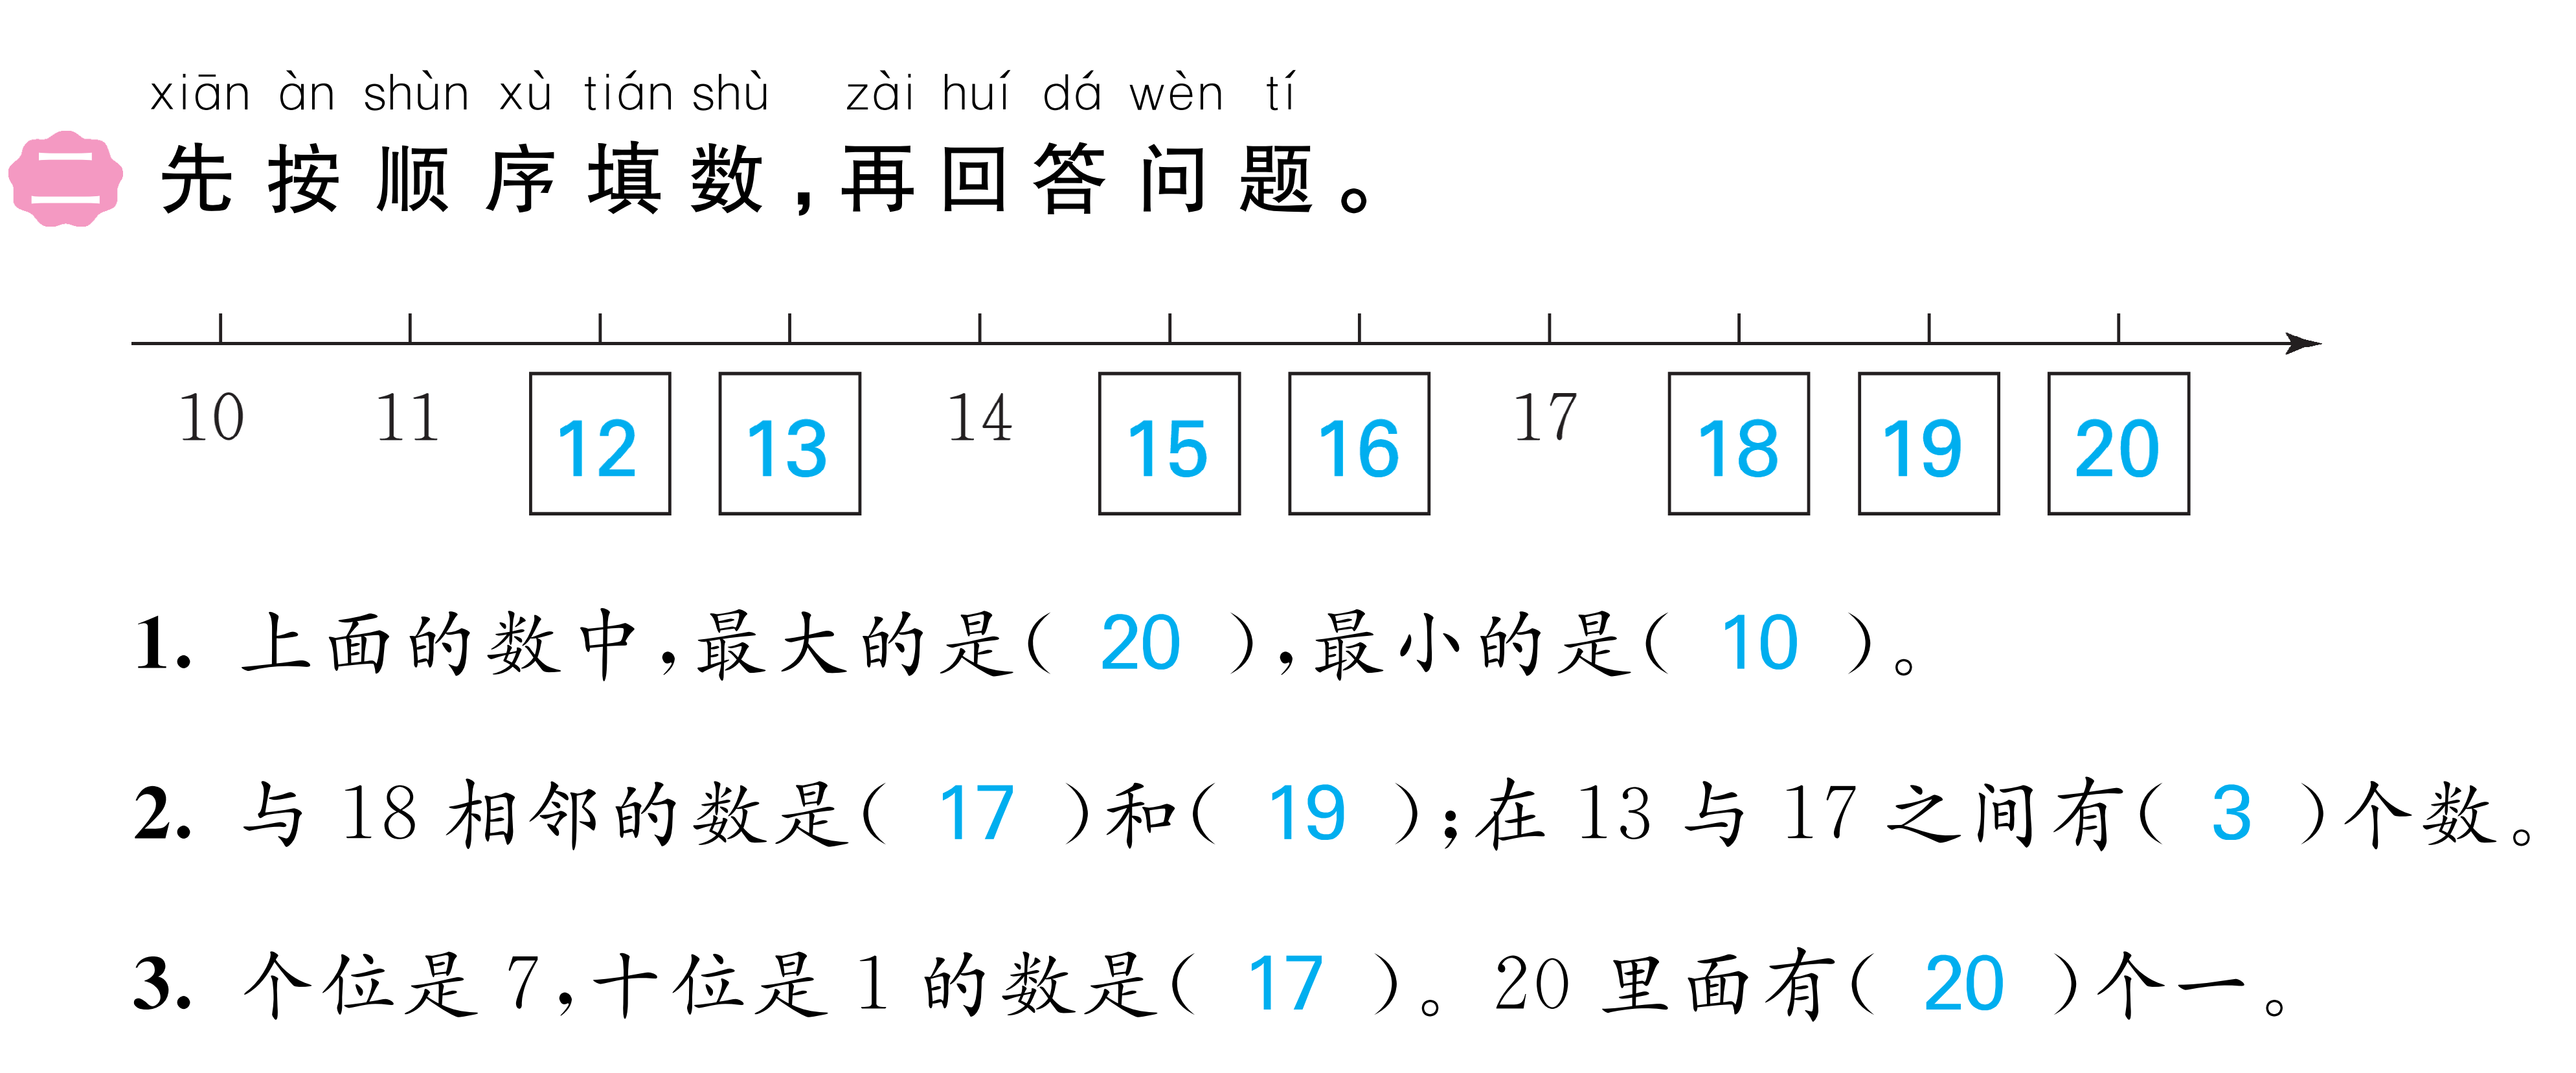 xiān àn shùn xù tián shù zài huí dá wèn tí
二 先按顺序填数,再回答问题。
10 11 12 13 14 15 16 17 18 19 20
1. 上面的数中,最大的是( 20 ),最小的是( 10 )。
2. 与 18 相邻的数是( 17 )和( 19 );在 13 与 17 之间有( 3 )个数。
3. 个位是 7,十位是 1 的数是( 17 )。20 里面有( 20 )个一。